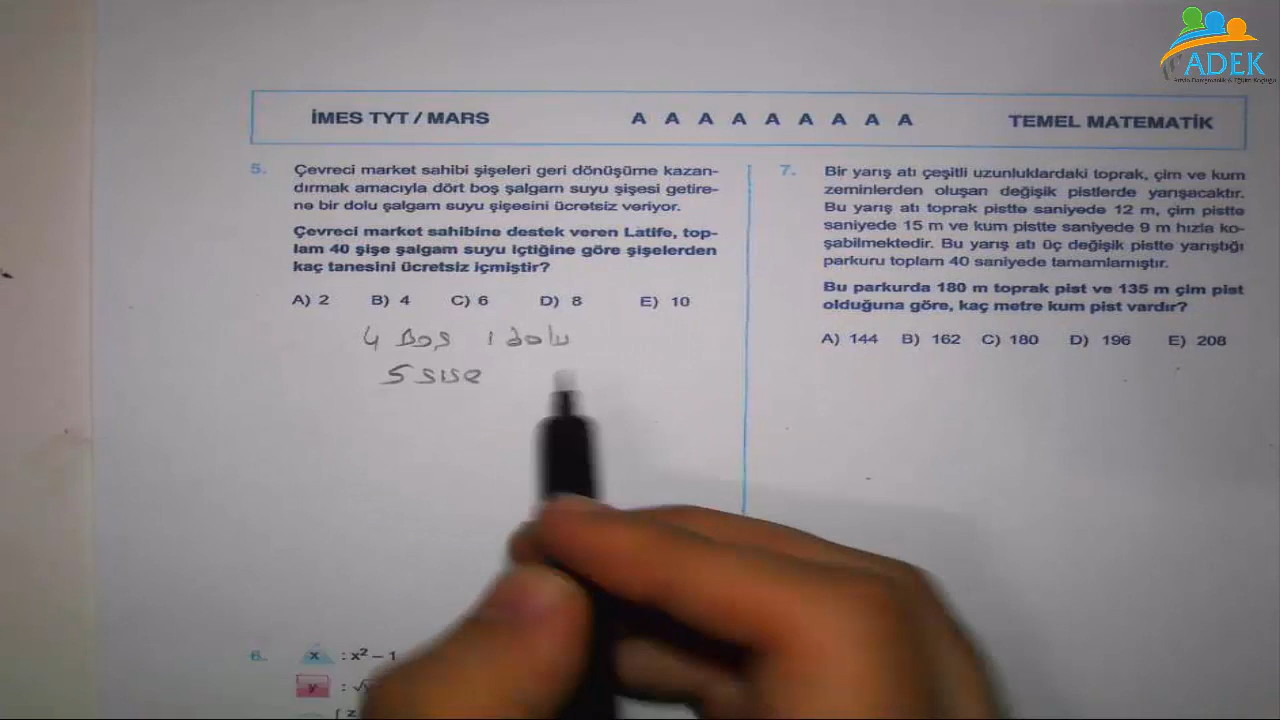 ADEK
İMES TYT / MARS A A A A A A A A A TEMEL MATEMATİK
5. Çevreci market sahibi şişeleri geri dönüşüme kazan-
dırmak amacıyla dört boş şalgam suyu şişesi getire-
ne bir dolu şalgam suyu şişesini ücretsiz veriyor.
Çevreci market sahibine destek veren Latife, top-
lam 40 şişe şalgam suyu içtiğine göre şişelerden
kaç tanesini ücretsiz içmiştir?
A) 2 B) 4 C) 6 D) 8 E) 10
4 Boş 1 dolu
5 sise
6. x : x² – 1
y : √
z
7. Bir yarış atı çeşitli uzunluklardaki toprak, çim ve kum
zeminlerden oluşan değişik pistlerde yarışacaktır.
Bu yarış atı toprak pistte saniyede 12 m, çim pistte
saniyede 15 m ve kum pistte saniyede 9 m hızla ko-
şabilmektedir. Bu yarış atı üç değişik pistte yarıştığı
parkuru toplam 40 saniyede tamamlamıştır.
Bu parkurda 180 m toprak pist ve 135 m çim pist
olduğuna göre, kaç metre kum pist vardır?
A) 144 B) 162 C) 180 D) 196 E) 208